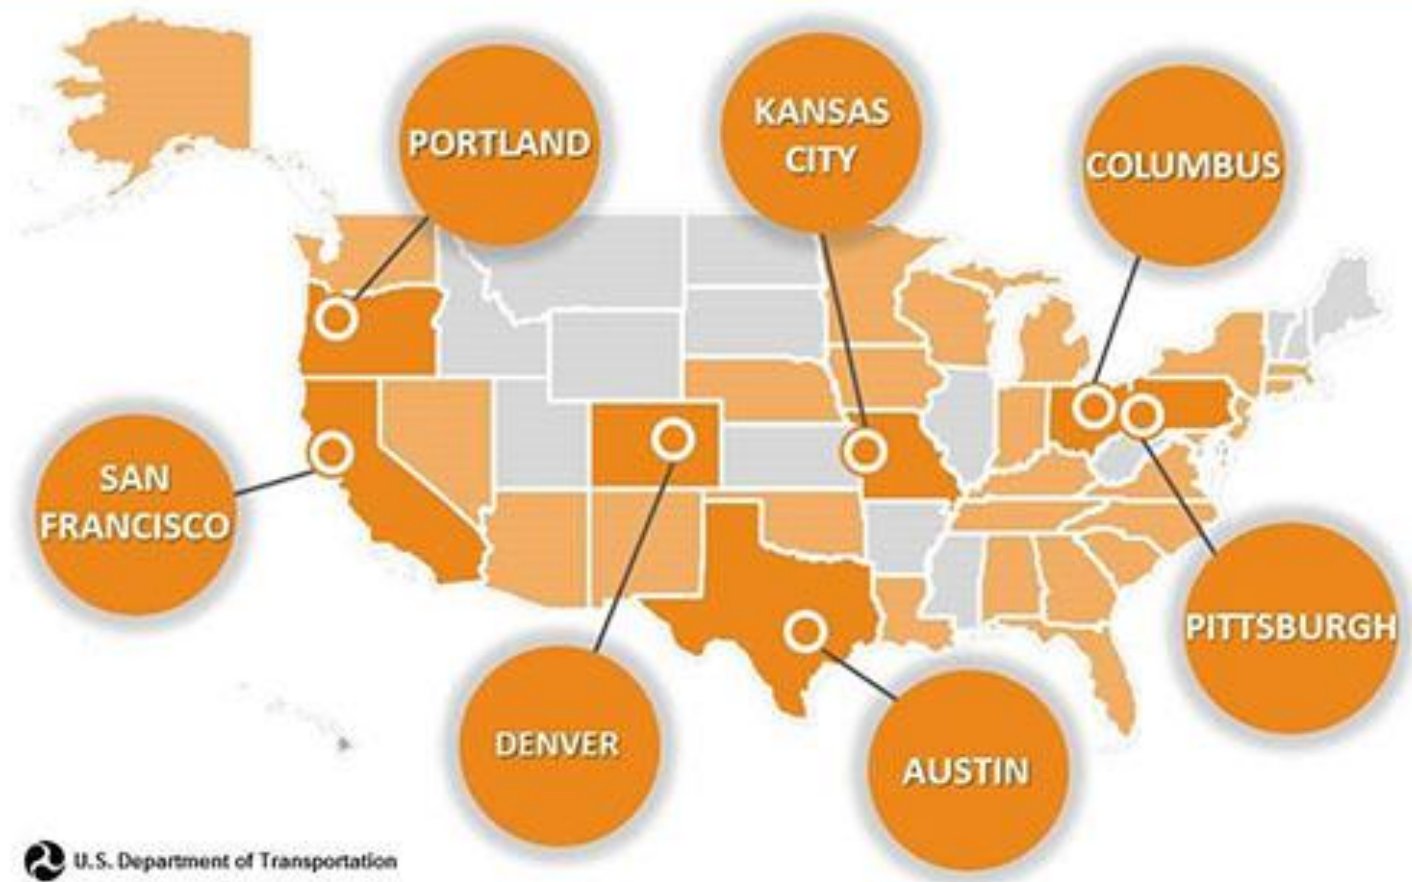 PORTLAND
KANSAS
CITY
COLUMBUS
SAN
FRANCISCO
PITTSBURGH
DENVER
AUSTIN
U.S. Department of Transportation